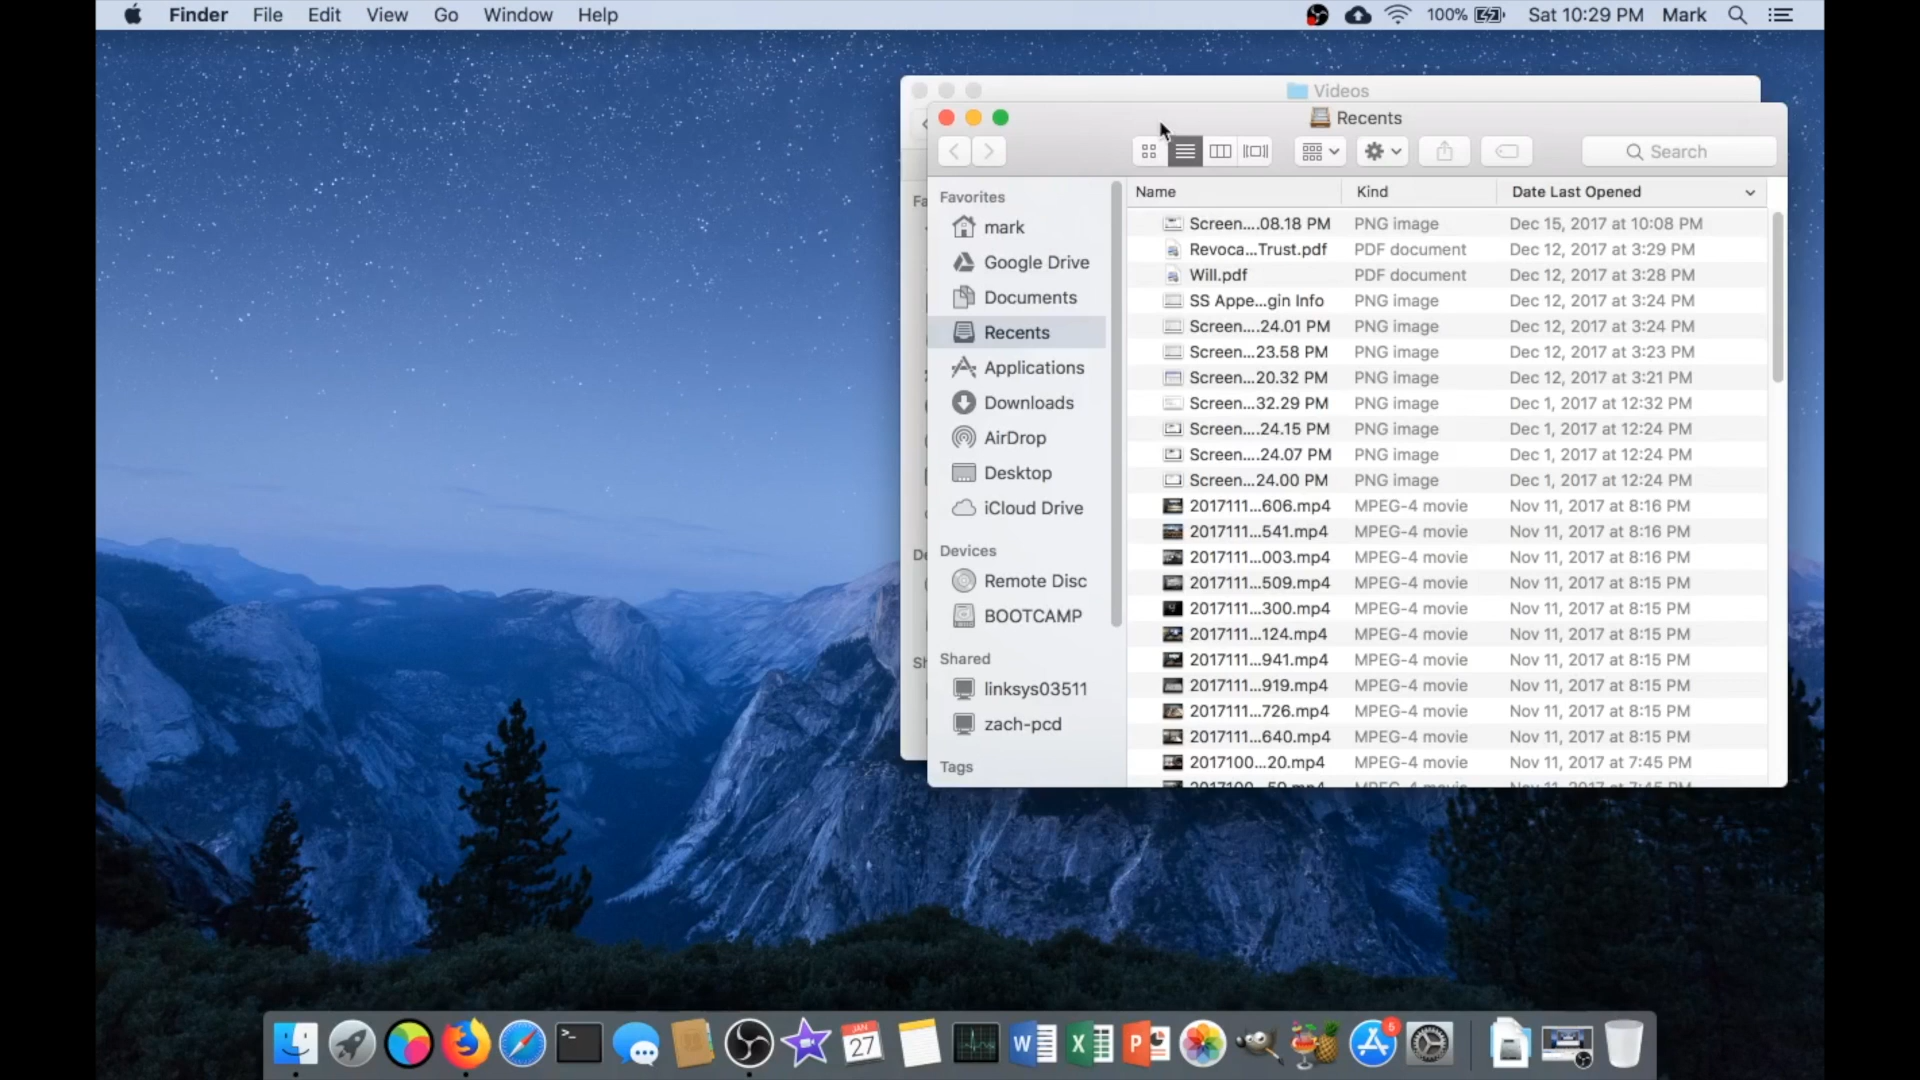 Finder File Edit View Go Window Help 100% Sat 10:29 PM Mark
Videos
Recents
Search
Favorites
mark
Google Drive
Documents
Recents
Applications
Downloads
AirDrop
Desktop
iCloud Drive
Devices
Remote Disc
BOOTCAMP
Shared
linksys03511
zach-pcd
Tags
Name Kind Date Last Opened
Screen....08.18 PM PNG image Dec 15, 2017 at 10:08 PM
Revoca...Trust.pdf PDF document Dec 12, 2017 at 3:29 PM
Will.pdf PDF document Dec 12, 2017 at 3:28 PM
SS Appe...gin Info PNG image Dec 12, 2017 at 3:24 PM
Screen....24.01 PM PNG image Dec 12, 2017 at 3:24 PM
Screen...23.58 PM PNG image Dec 12, 2017 at 3:23 PM
Screen...20.32 PM PNG image Dec 12, 2017 at 3:21 PM
Screen...32.29 PM PNG image Dec 1, 2017 at 12:32 PM
Screen....24.15 PM PNG image Dec 1, 2017 at 12:24 PM
Screen....24.07 PM PNG image Dec 1, 2017 at 12:24 PM
Screen...24.00 PM PNG image Dec 1, 2017 at 12:24 PM
2017111...606.mp4 MPEG-4 movie Nov 11, 2017 at 8:16 PM
2017111...541.mp4 MPEG-4 movie Nov 11, 2017 at 8:16 PM
2017111...003.mp4 MPEG-4 movie Nov 11, 2017 at 8:16 PM
2017111...509.mp4 MPEG-4 movie Nov 11, 2017 at 8:15 PM
2017111...300.mp4 MPEG-4 movie Nov 11, 2017 at 8:15 PM
2017111...124.mp4 MPEG-4 movie Nov 11, 2017 at 8:15 PM
2017111...941.mp4 MPEG-4 movie Nov 11, 2017 at 8:15 PM
2017111...919.mp4 MPEG-4 movie Nov 11, 2017 at 8:15 PM
2017111...726.mp4 MPEG-4 movie Nov 11, 2017 at 8:15 PM
2017111...640.mp4 MPEG-4 movie Nov 11, 2017 at 8:15 PM
2017100...20.mp4 MPEG-4 movie Nov 11, 2017 at 7:45 PM
JAN
27
W X P
6